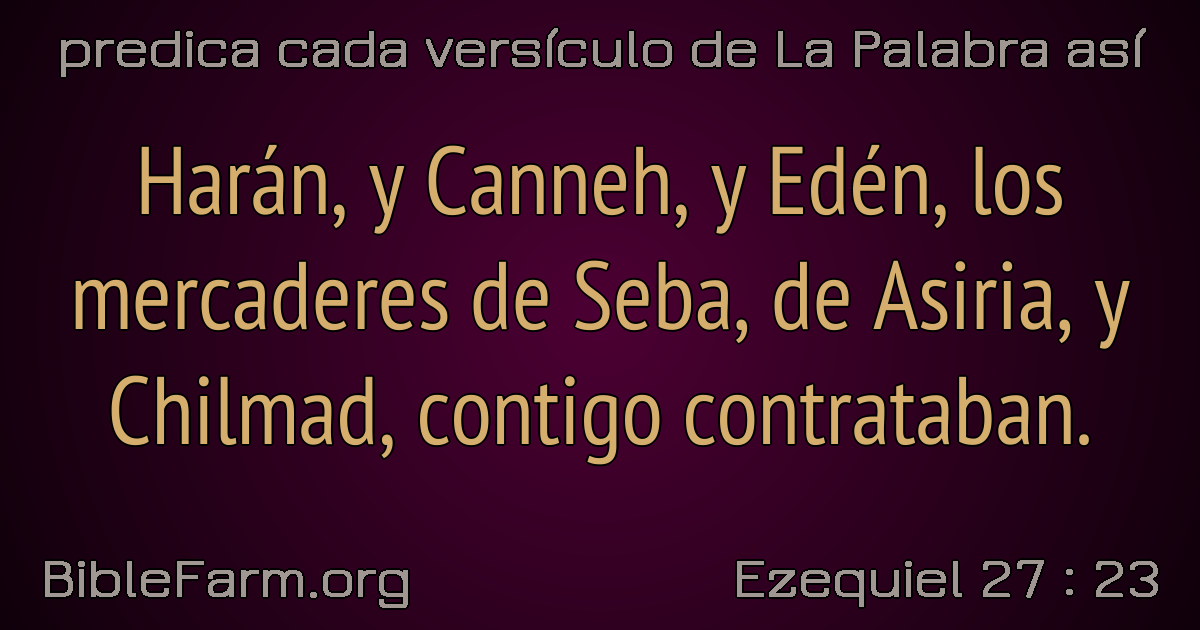 predica cada versículo de La Palabra así
Harán, y Canneh, y Edén, los
mercaderes de Seba, de Asiria, y
Chilmad, contigo contrataban.
BibleFarm.org
Ezequiel 27 : 23